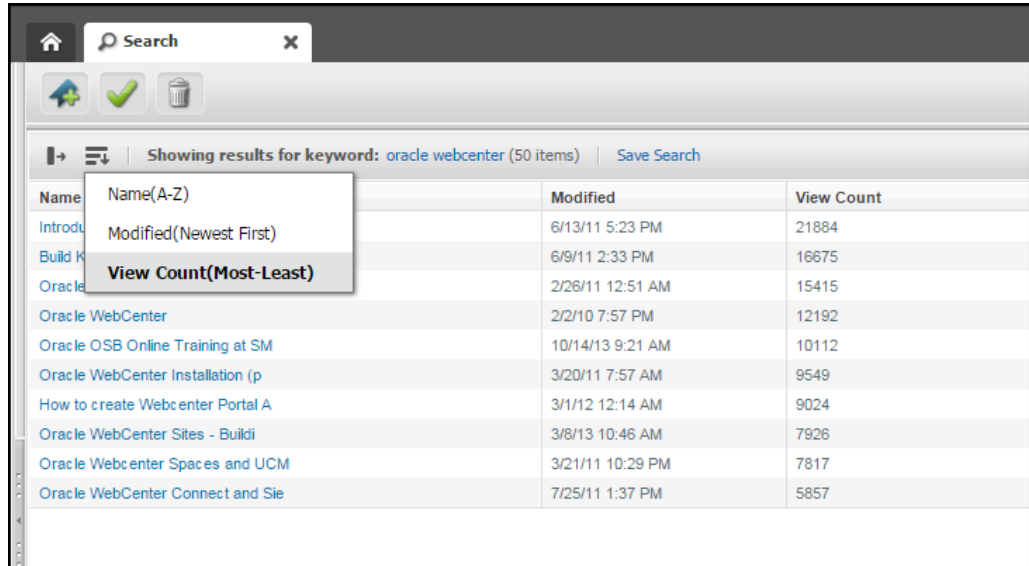 Search
Showing results for keyword: oracle webcenter (50 items) Save Search
Name Modified View Count
Name(A-Z)
Modified(Newest First)
View Count(Most-Least)
Introdu 6/13/11 5:23 PM 21884
Build K 6/9/11 2:33 PM 16675
Oracle 2/26/11 12:51 AM 15415
Oracle WebCenter 2/2/10 7:57 PM 12192
Oracle OSB Online Training at SM 10/14/13 9:21 AM 10112
Oracle WebCenter Installation (p 3/20/11 7:57 AM 9549
How to create Webcenter Portal A 3/1/12 12:14 AM 9024
Oracle WebCenter Sites - Buildi 3/8/13 10:46 AM 7926
Oracle Webcenter Spaces and UCM 3/21/11 10:29 PM 7817
Oracle WebCenter Connect and Sie 7/25/11 1:37 PM 5857